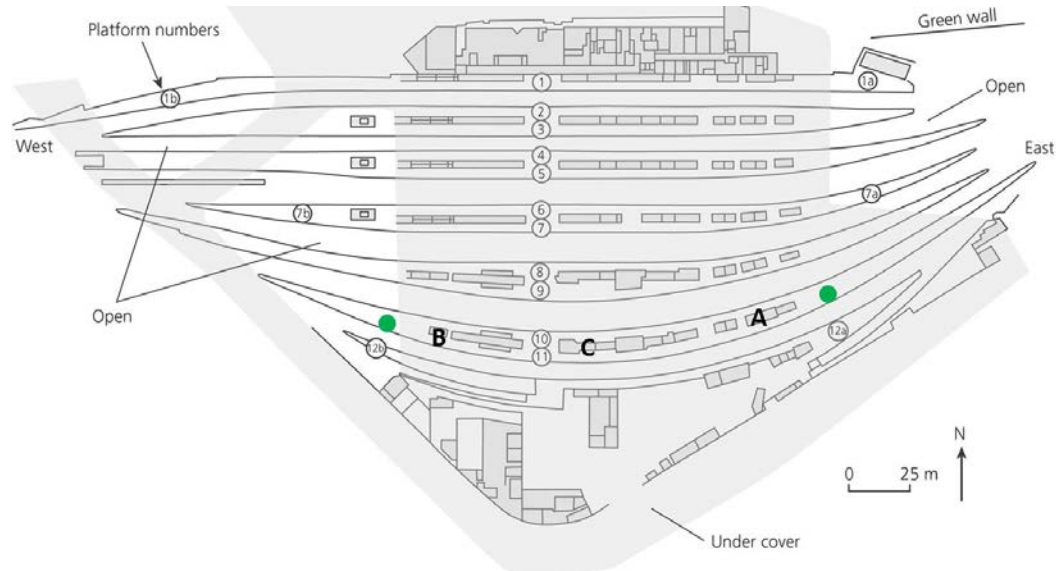 Green wall
Platform numbers
1
1a
1b
Open
2
3
West
4
East
5
7a
6
7b
7
8
9
Open
A
B
10
C
12a
12b
11
N
0 25 m
Under cover